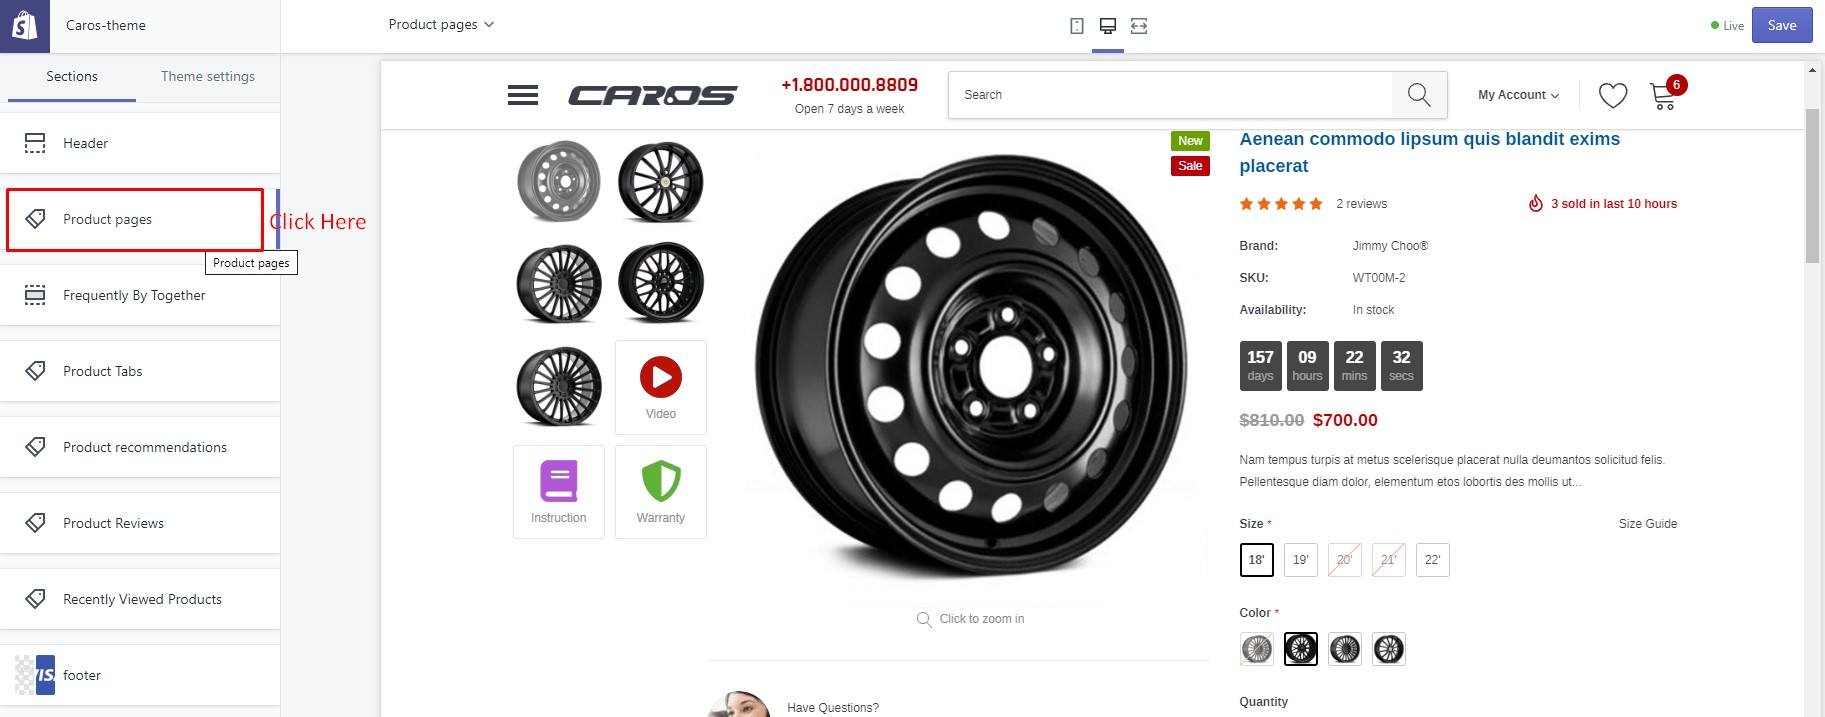 Caros-theme
Product pages
Live
Save
Sections
Theme settings
Header
Product pages
Click Here
Product pages
Frequently By Together
Product Tabs
Product recommendations
Product Reviews
Recently Viewed Products
VIS
footer
CAROS
+1.800.000.8809
Open 7 days a week
Search
My Account
6
New
Sale
Video
Instruction
Warranty
Click to zoom in
Have Questions?
Aenean commodo lipsum quis blandit exims
placerat
2 reviews
3 sold in last 10 hours
Brand: Jimmy Choo®
SKU: WT00M-2
Availability: In stock
157 09 22 32
days hours mins secs
$810.00 $700.00
Nam tempus turpis at metus scelerisque placerat nulla deumantos solicitud felis.
Pellentesque diam dolor, elementum etos lobortis des mollis ut...
Size * Size Guide
18' 19' 20' 21' 22'
Color *
Quantity